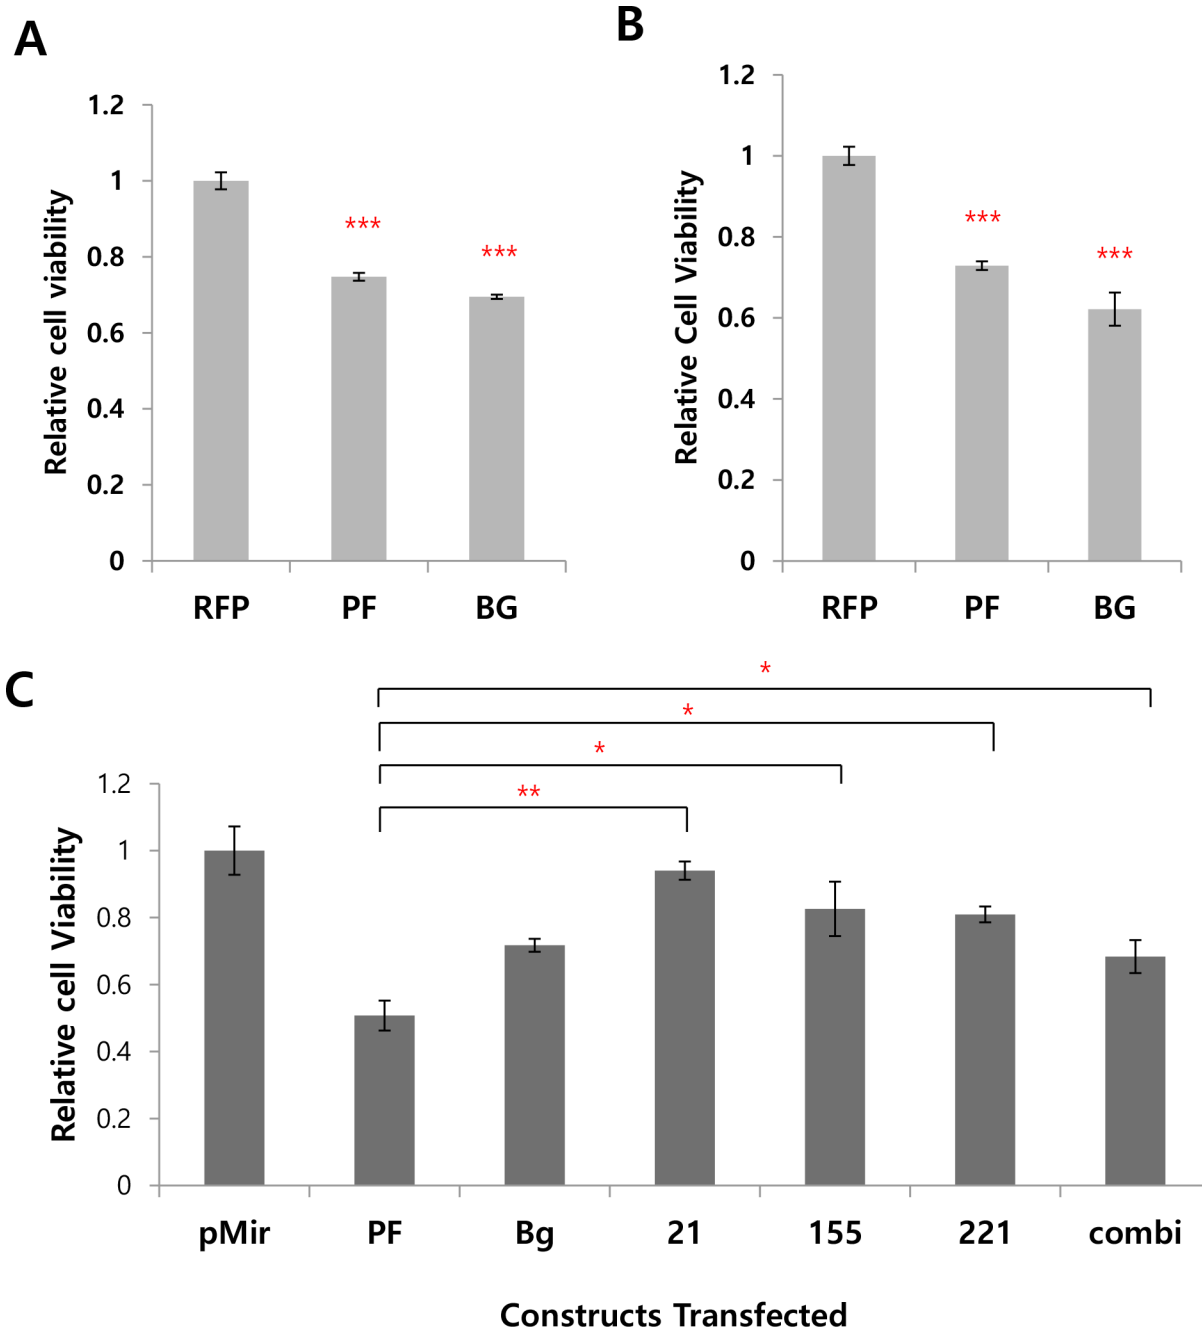 A
Relative cell viability
1.2
1
0.8
0.6
0.4
0.2
0
***
***
RFP PF BG
B
Relative Cell Viability
1.2
1
0.8
0.6
0.4
0.2
0
***
***
RFP PF BG
C
*
*
*
**
Relative cell Viability
1.2
1
0.8
0.6
0.4
0.2
0
pMir PF Bg 21 155 221 combi
Constructs Transfected